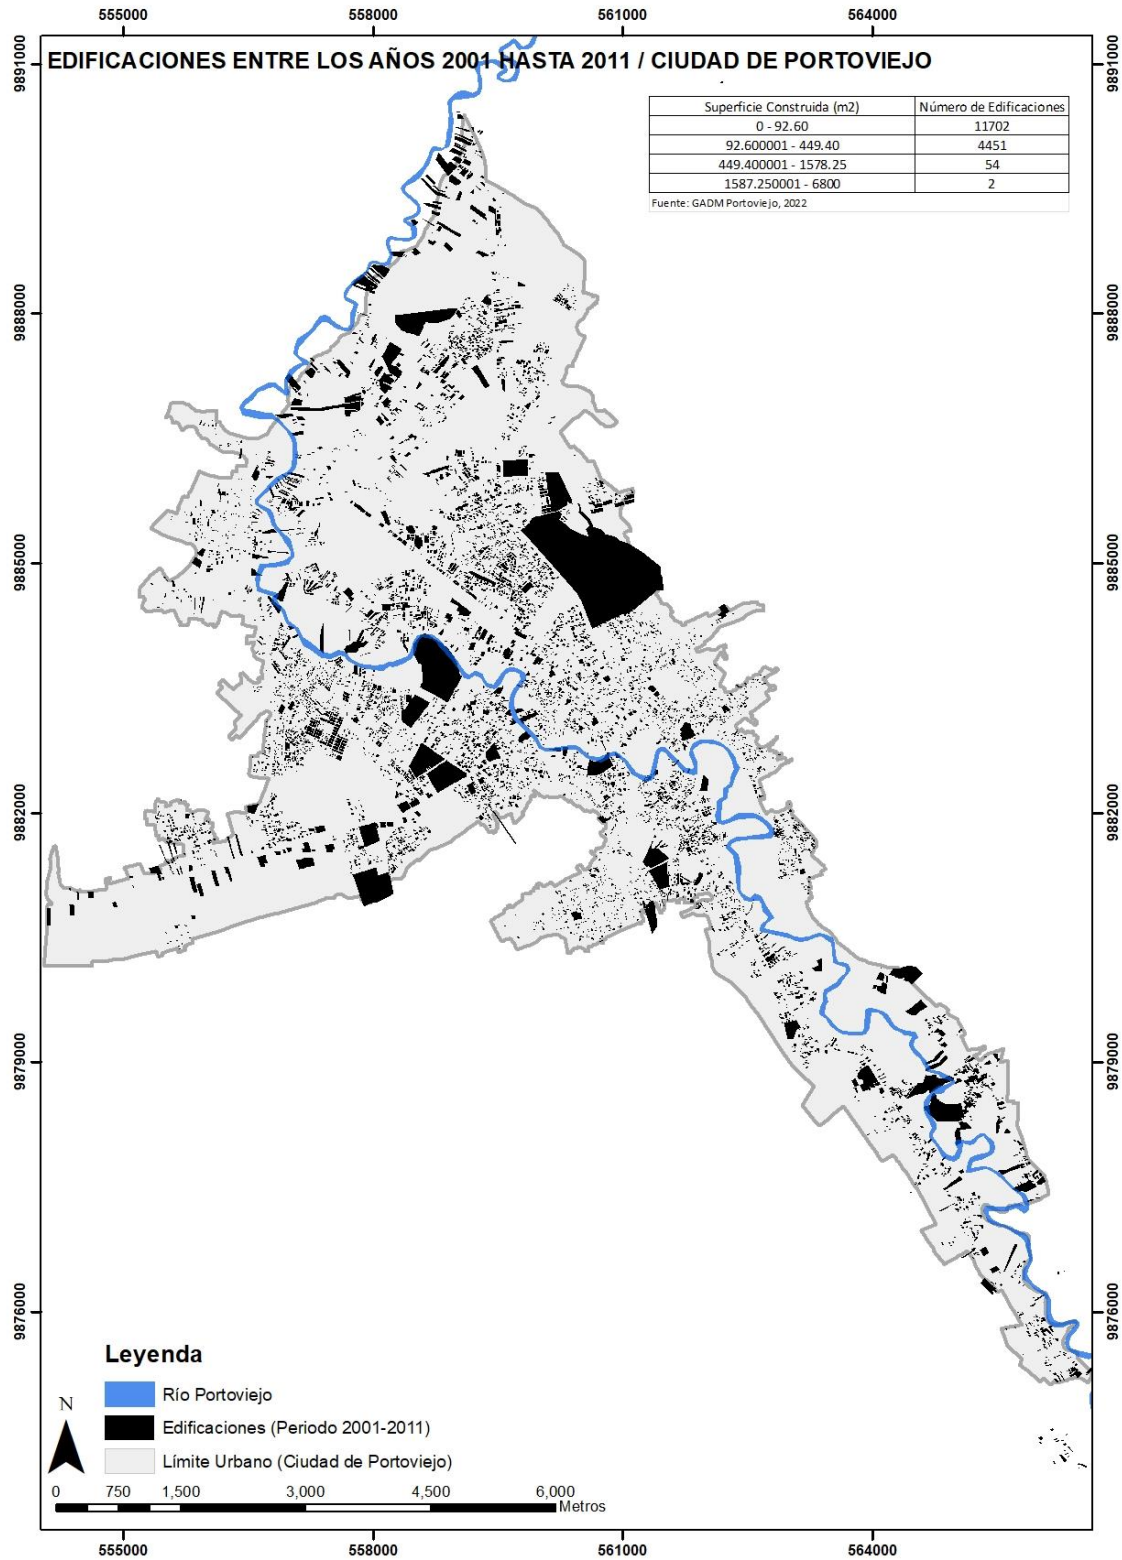 555000 558000 561000 564000
9891000 9891000
EDIFICACIONES ENTRE LOS AÑOS 2001 HASTA 2011 / CIUDAD DE PORTOVIEJO
Superficie Construida (m2) Número de Edificaciones
0 - 92.60 11702
92.600001 - 449.40 4451
449.400001 - 1578.25 54
1587.250001 - 6800 2
Fuente: GADM Portoviejo, 2022
9888000 9888000
9885000 9885000
9882000 9882000
9879000 9879000
9876000 9876000
Leyenda
Río Portoviejo
Edificaciones (Periodo 2001-2011)
Límite Urbano (Ciudad de Portoviejo)
N
0 750 1,500 3,000 4,500 6,000
Metros
555000 558000 561000 564000